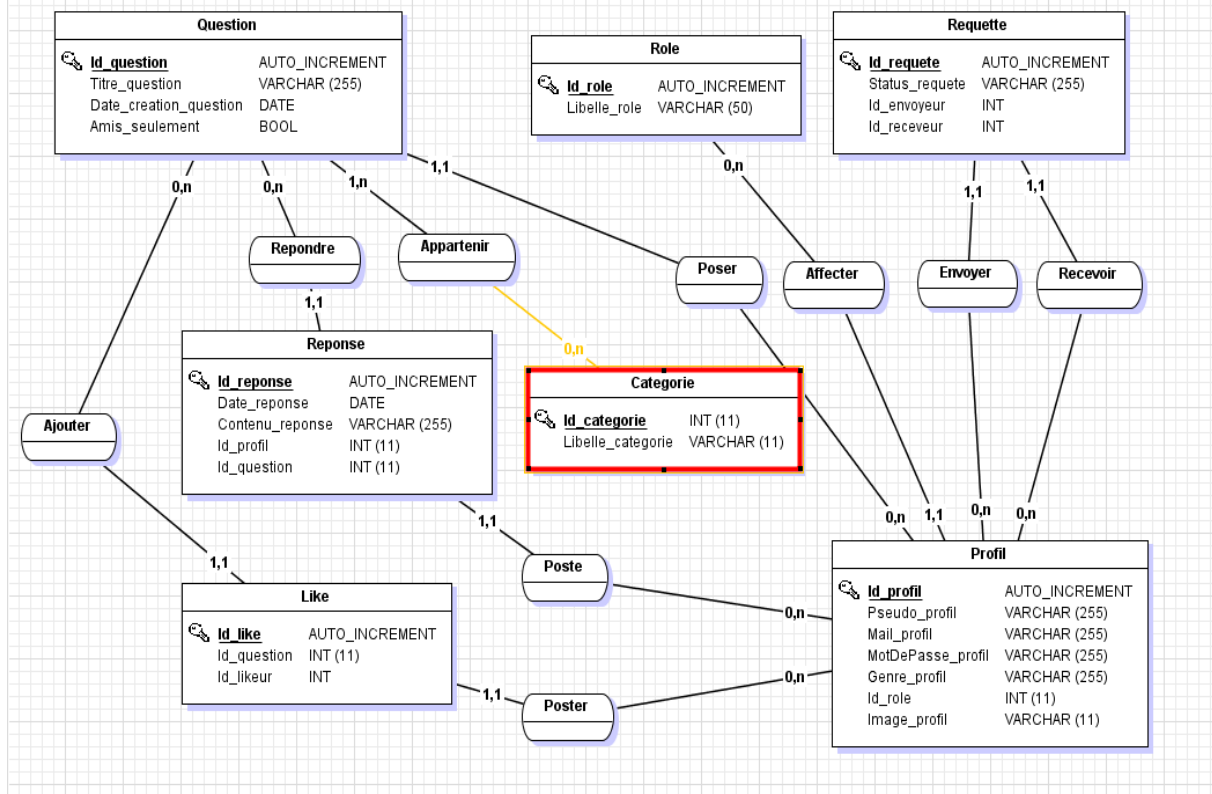 Question
Id_question AUTO_INCREMENT
Titre_question VARCHAR (255)
Date_creation_question DATE
Amis_seulement BOOL
Role
Id_role AUTO_INCREMENT
Libelle_role VARCHAR (50)
Requette
Id_requete AUTO_INCREMENT
Status_requete VARCHAR (255)
Id_envoyeur INT
Id_receveur INT
0,n
0,n
1,n
1,1
0,n
1,1
1,1
Repondre
Appartenir
Poser
Affecter
Envoyer
Recevoir
1,1
0,n
Reponse
Id_reponse AUTO_INCREMENT
Date_reponse DATE
Contenu_reponse VARCHAR (255)
Id_profil INT (11)
Id_question INT (11)
Categorie
Id_categorie INT (11)
Libelle_categorie VARCHAR (11)
Ajouter
0,n
1,1
0,n
0,n
1,1
1,1
Poste
0,n
Like
Id_like AUTO_INCREMENT
Id_question INT (11)
Id_likeur INT
1,1
Poster
0,n
Profil
Id_profil AUTO_INCREMENT
Pseudo_profil VARCHAR (255)
Mail_profil VARCHAR (255)
MotDePasse_profil VARCHAR (255)
Genre_profil VARCHAR (255)
Id_role INT (11)
Image_profil VARCHAR (11)